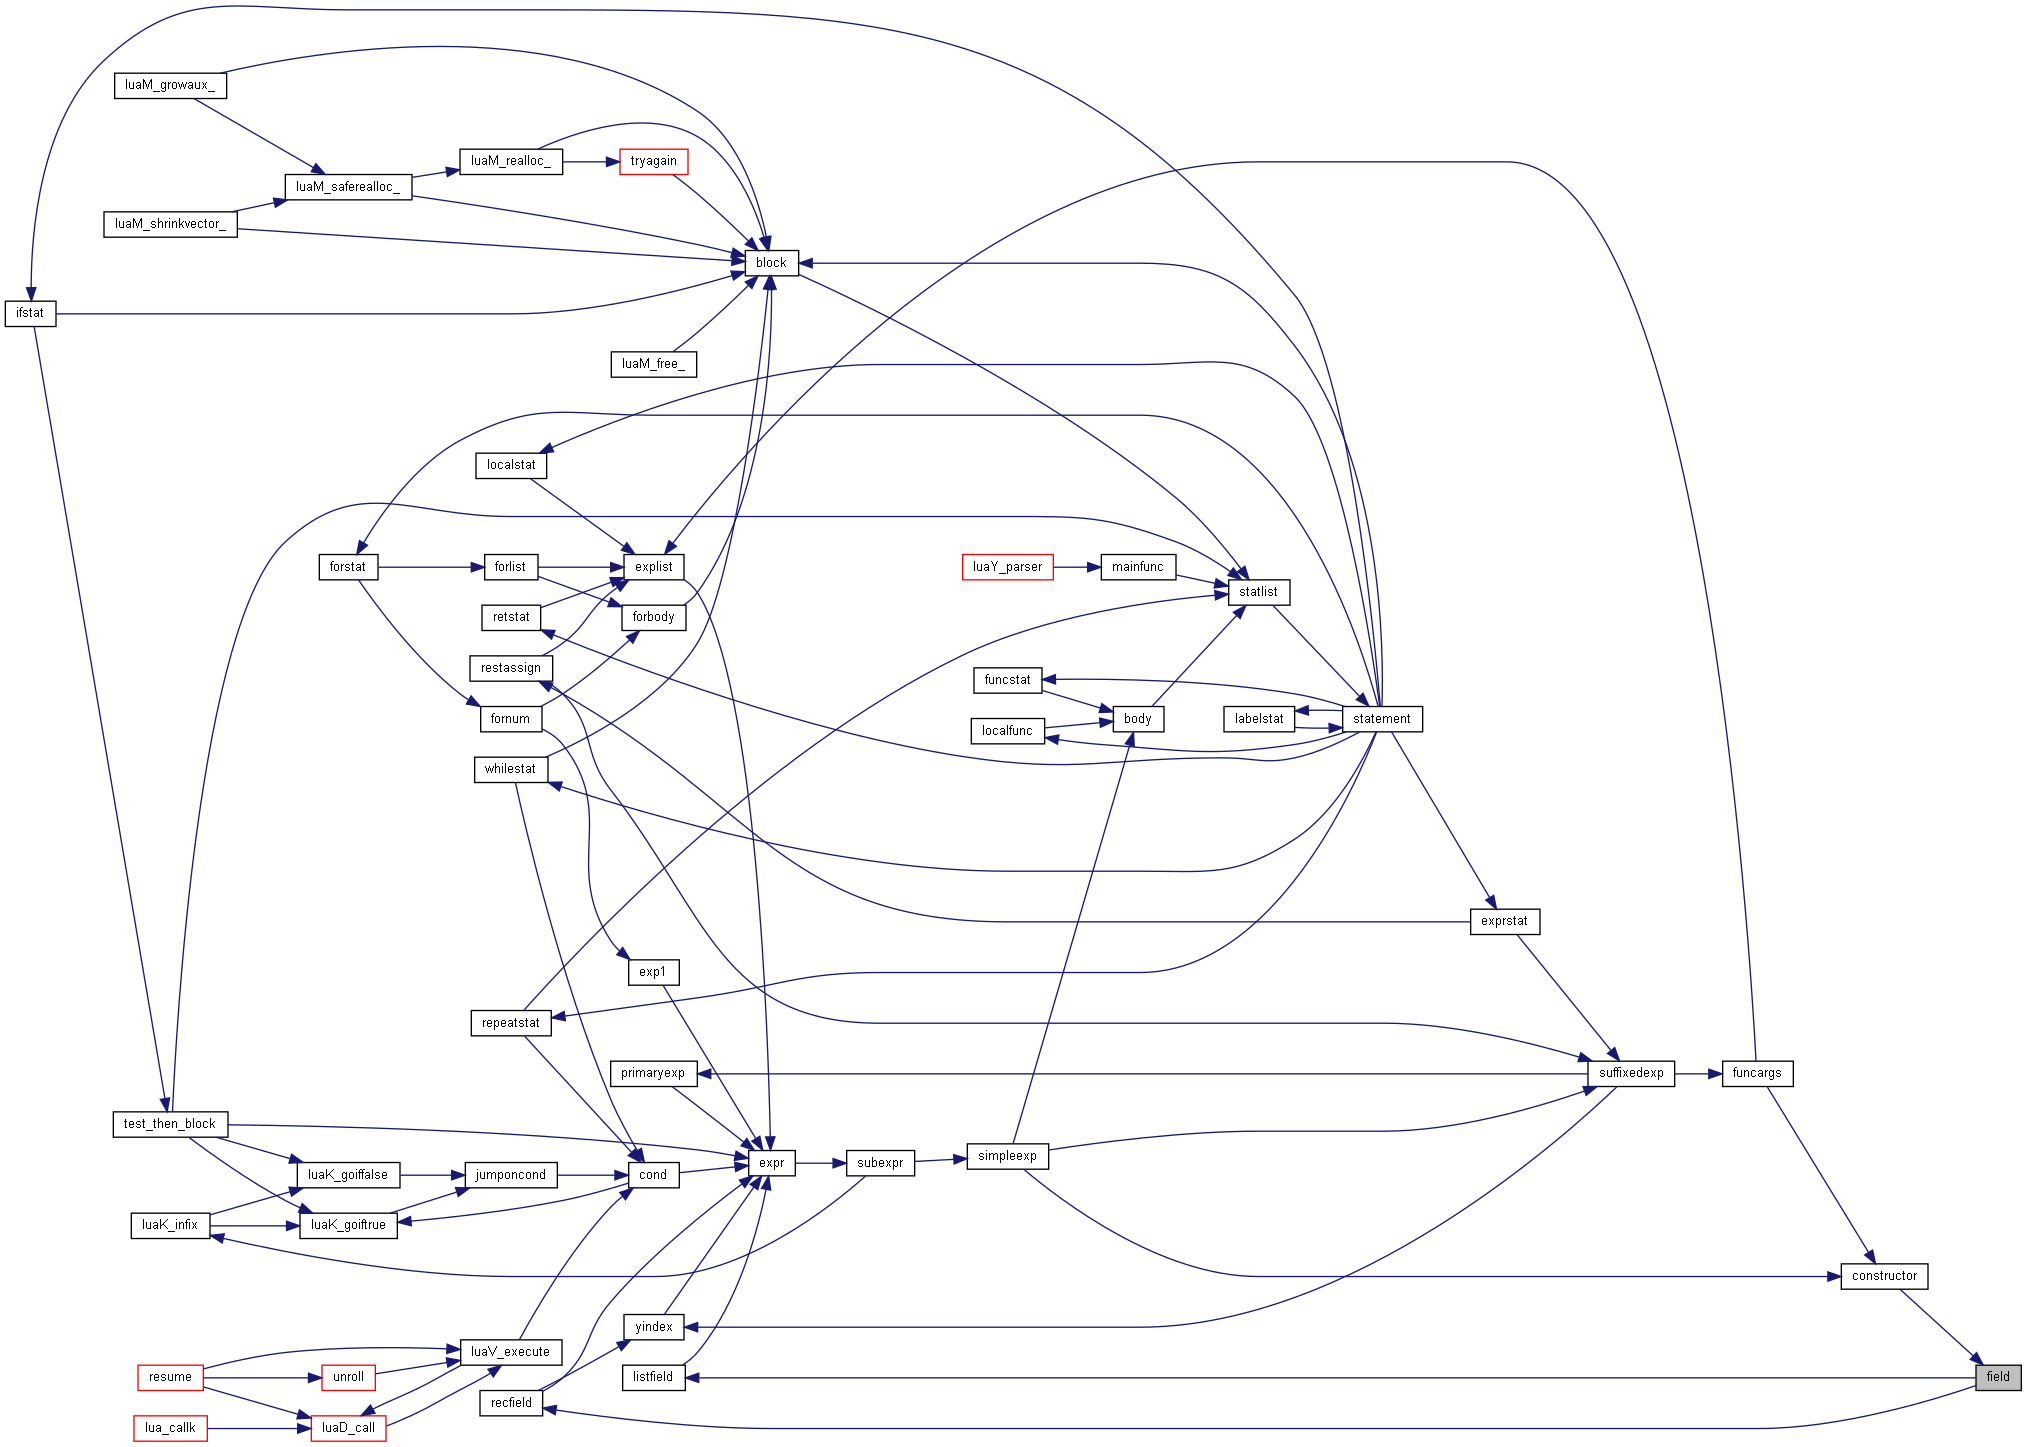 luaM_growaux_
luaM_realloc_
tryagain
luaM_saferealloc_
luaM_shrinkvector_
block
ifstat
luaM_free_
localstat
forstat
forlist
explist
luaY_parser
mainfunc
statlist
retstat
forbody
restassign
funcstat
fornum
body
labelstat
statement
localfunc
whilestat
exprstat
exp1
repeatstat
primaryexp
suffixedexp
funcargs
test_then_block
simpleexp
expr
subexpr
luaK_goiffalse
jumponcond
cond
luaK_infix
luaK_goiftrue
constructor
yindex
luaV_execute
resume
unroll
listfield
field
recfield
lua_callk
luaD_call